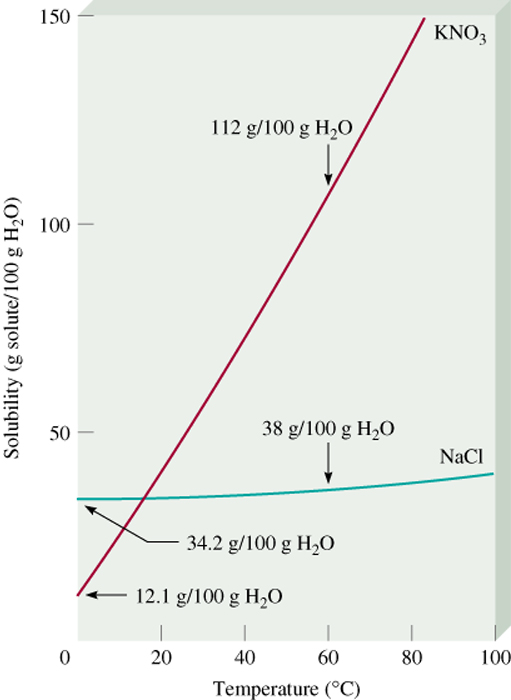 150
KNO₃
112 g/100 g H₂O
100
Solubility (g solute/100 g H₂O)
38 g/100 g H₂O
50
NaCl
34.2 g/100 g H₂O
12.1 g/100 g H₂O
0 20 40 60 80 100
Temperature (°C)